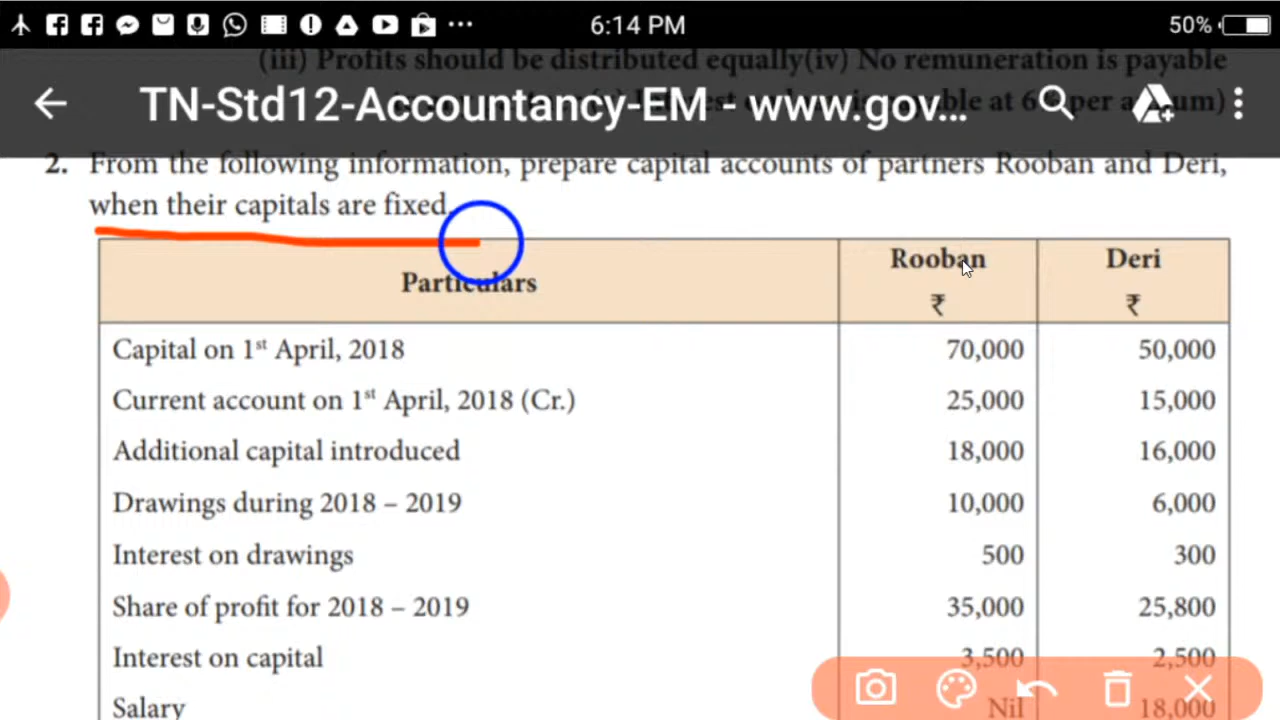 6:14 PM
50%
(iii) Profits should be distributed equally(iv) No remuneration is payable
TN-Std12-Accountancy-EM - www.gov...
2. From the following information, prepare capital accounts of partners Rooban and Deri,
when their capitals are fixed.
Particulars Rooban ₹ Deri ₹
Capital on 1st April, 2018 70,000 50,000
Current account on 1st April, 2018 (Cr.) 25,000 15,000
Additional capital introduced 18,000 16,000
Drawings during 2018 – 2019 10,000 6,000
Interest on drawings 500 300
Share of profit for 2018 – 2019 35,000 25,800
Interest on capital 3,500 2,500
Salary Nil 18,000